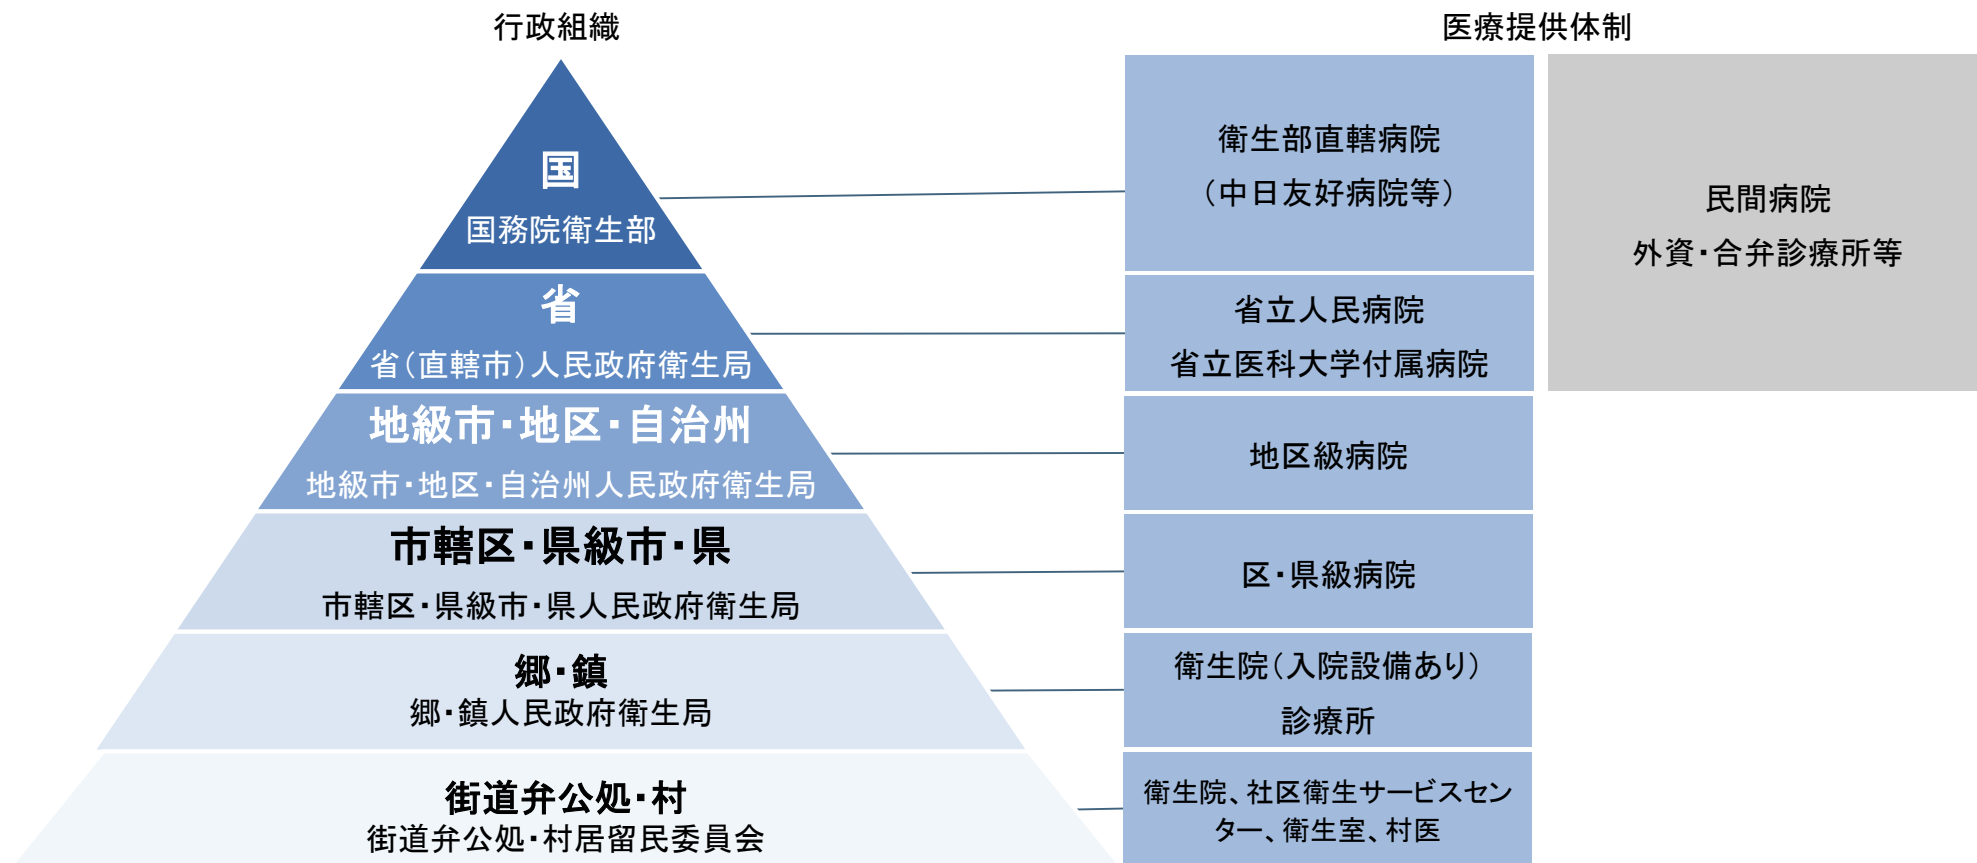 行政組織
医療提供体制
国
国務院衛生部
省
省(直轄市)人民政府衛生局
地級市・地区・自治州
地級市・地区・自治州人民政府衛生局
市轄区・県級市・県
市轄区・県級市・県人民政府衛生局
郷・鎮
郷・鎮人民政府衛生局
街道弁公処・村
街道弁公処・村居留民委員会
衛生部直轄病院
(中日友好病院等)
省立人民病院
省立医科大学付属病院
地区級病院
区・県級病院
衛生院(入院設備あり)
診療所
衛生院、社区衛生サービスセン
ター、衛生室、村医
民間病院
外資・合弁診療所等